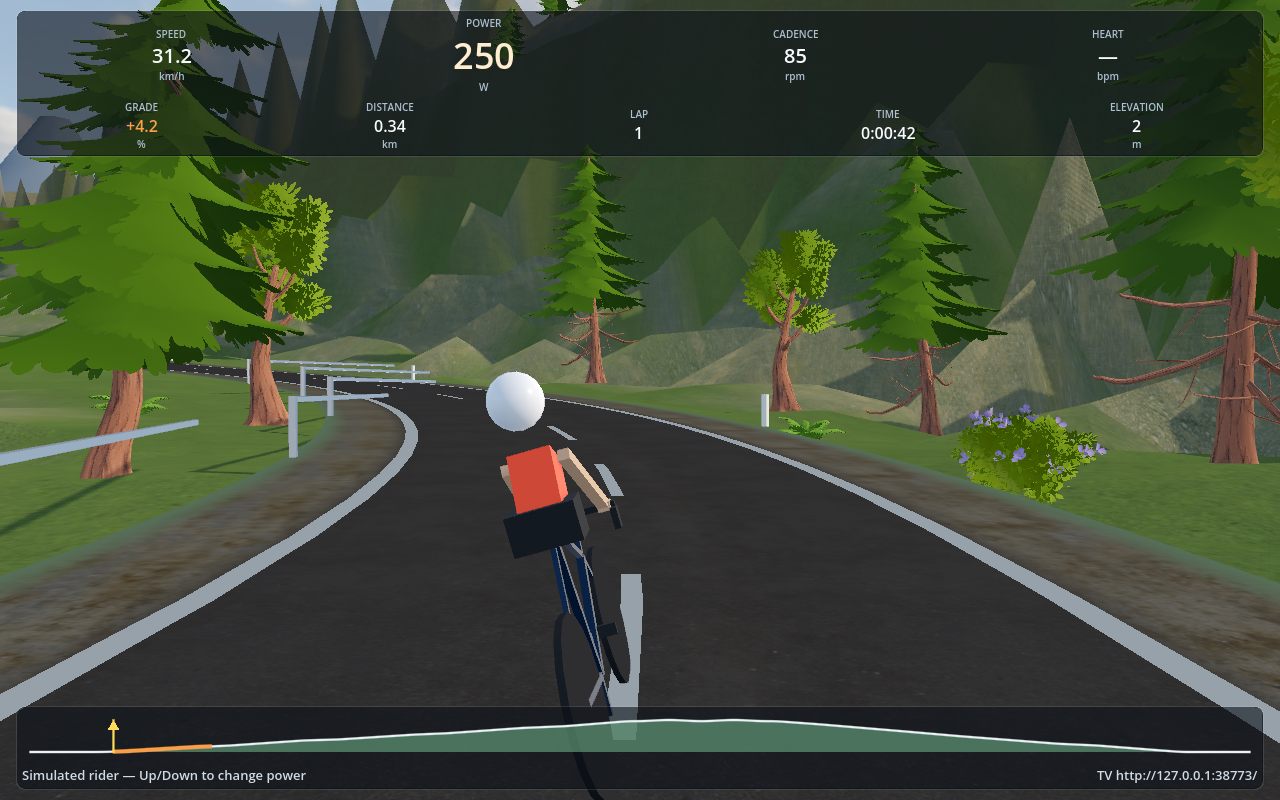 SPEED
31.2
km/h
POWER
250
W
CADENCE
85
rpm
HEART
—
bpm
GRADE
+4.2
%
DISTANCE
0.34
km
LAP
1
TIME
0:00:42
ELEVATION
2
m
Simulated rider — Up/Down to change power
TV http://127.0.0.1:38773/